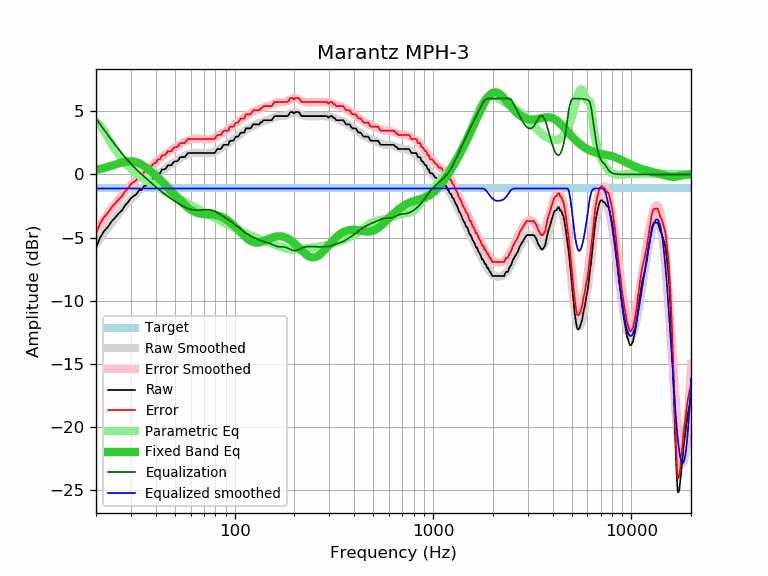 Marantz MPH-3
Amplitude (dBr)
5
0
−5
−10
−15
−20
−25
Target
Raw Smoothed
Error Smoothed
Raw
Error
Parametric Eq
Fixed Band Eq
Equalization
Equalized smoothed
100
1000
10000
Frequency (Hz)